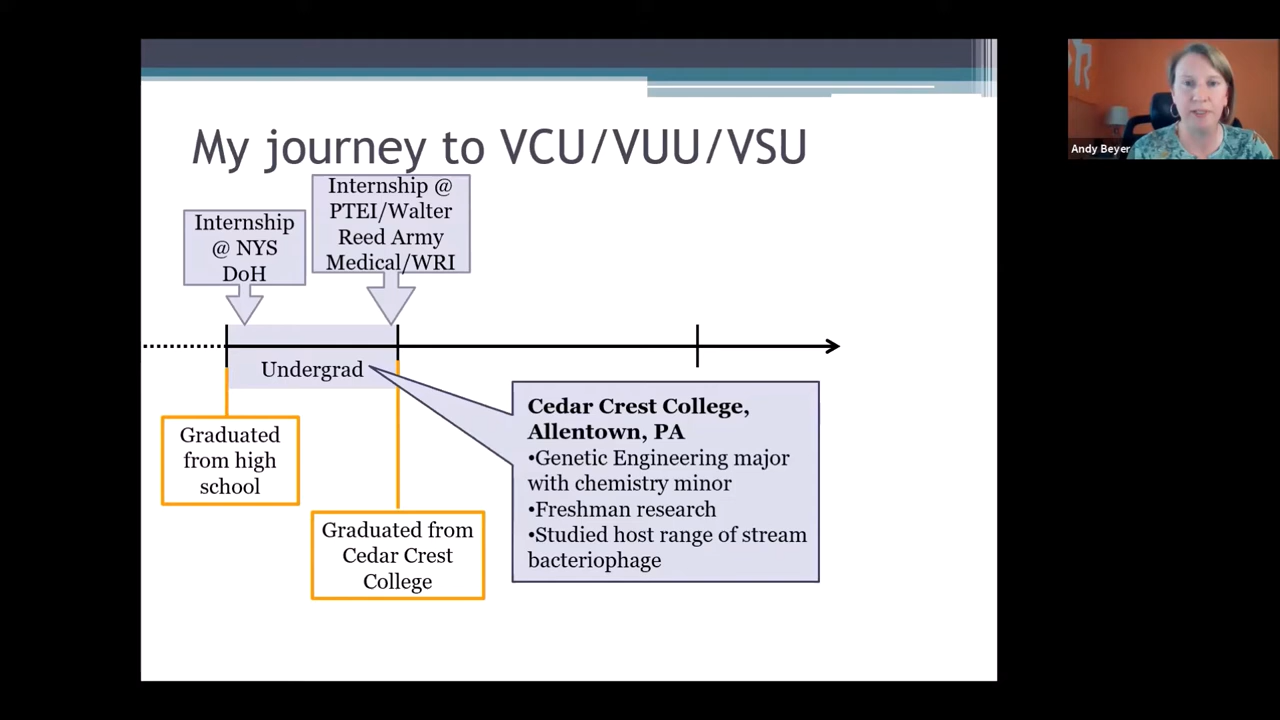 My journey to VCU/VUU/VSU
Internship
@ NYS
DoH
Internship @
PTEI/Walter
Reed Army
Medical/WRI
Undergrad
Graduated
from high
school
Graduated from
Cedar Crest
College
Cedar Crest College,
Allentown, PA
•Genetic Engineering major
with chemistry minor
•Freshman research
•Studied host range of stream
bacteriophage
Andy Beyer